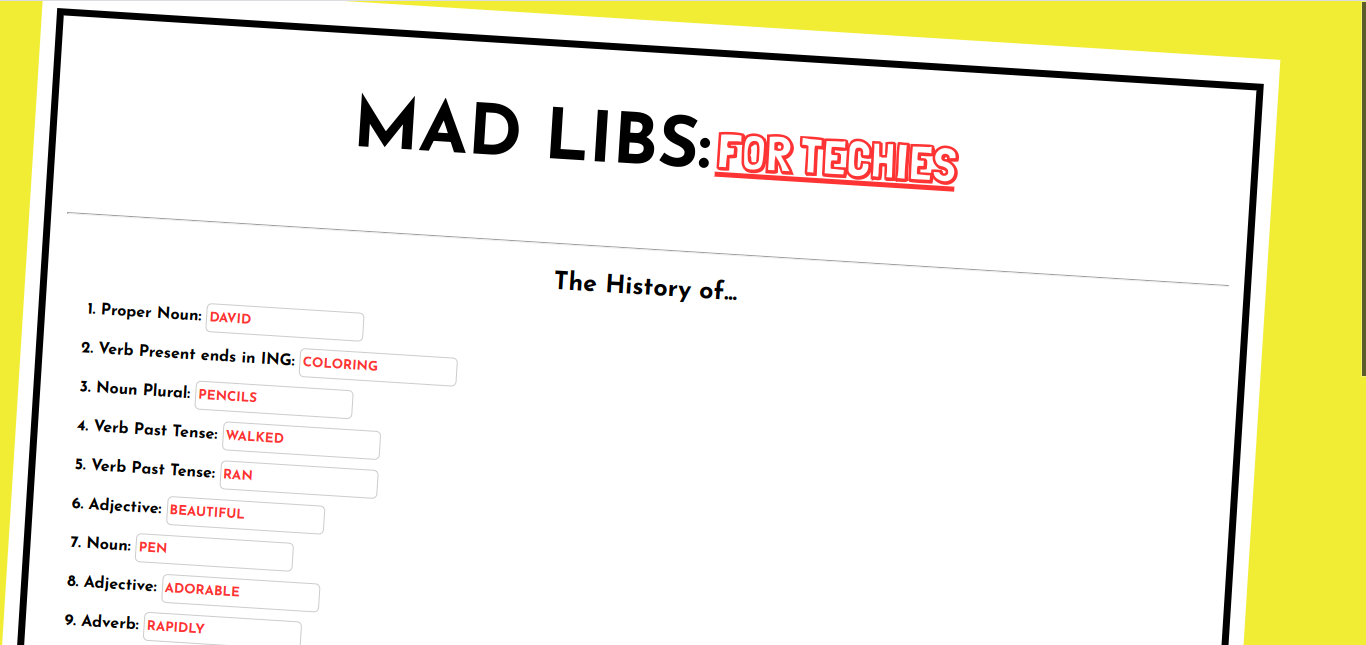 MAD LIBS: FOR TECHIES
The History of...
1. Proper Noun: DAVID
2. Verb Present ends in ING: COLORING
3. Noun Plural: PENCILS
4. Verb Past Tense: WALKED
5. Verb Past Tense: RAN
6. Adjective: BEAUTIFUL
7. Noun: PEN
8. Adjective: ADORABLE
9. Adverb: RAPIDLY